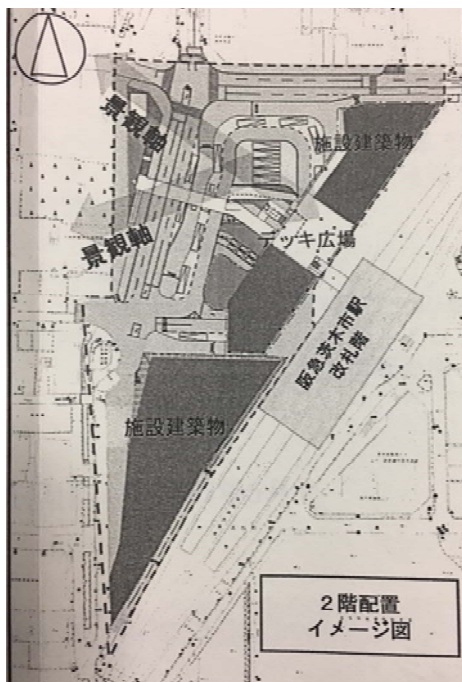 景観軸
施設建築物
景観軸
デッキ広場
阪急茨木市駅
改札階
施設建築物
2階配置
イメージ図